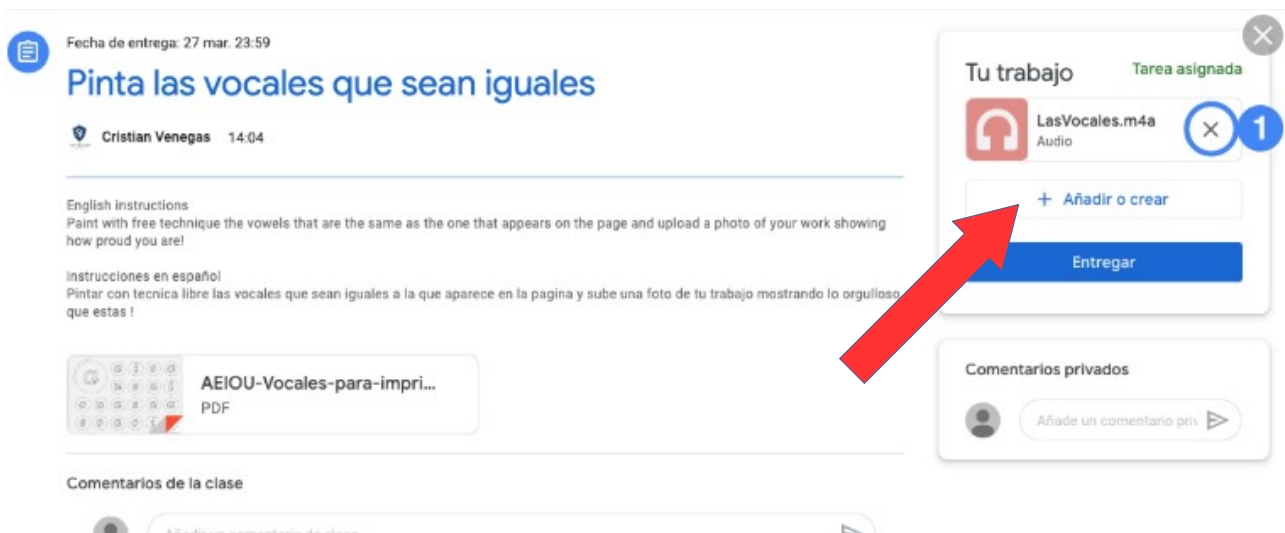 Fecha de entrega: 27 mar. 23:59
Pinta las vocales que sean iguales
Cristian Venegas 14:04
English instructions
Paint with free technique the vowels that are the same as the one that appears on the page and upload a photo of your work showing
how proud you are!
instrucciones en español
Pintar con tecnica libre las vocales que sean iguales a la que aparece en la pagina y sube una foto de tu trabajo mostrando lo orgulloso
que estas !
AEIOU-Vocales-para-impri...
PDF
Comentarios de la clase
Tu trabajo Tarea asignada
LasVocales.m4a
Audio
1
+ Añadir o crear
Entregar
Comentarios privados
Añade un comentario priv